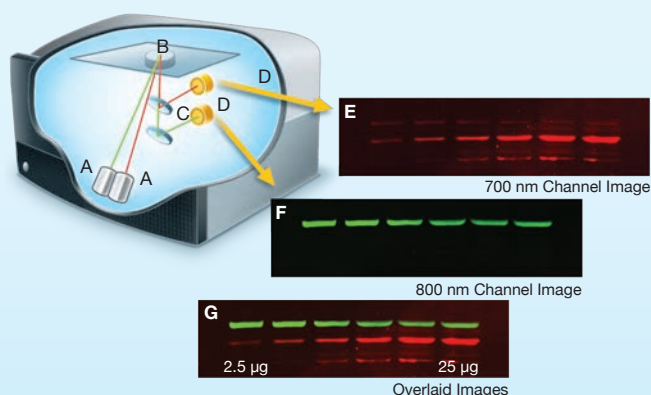 B
D
C
D
A
A
E
700 nm Channel Image
F
800 nm Channel Image
G
2.5 µg
25 µg
Overlaid Images